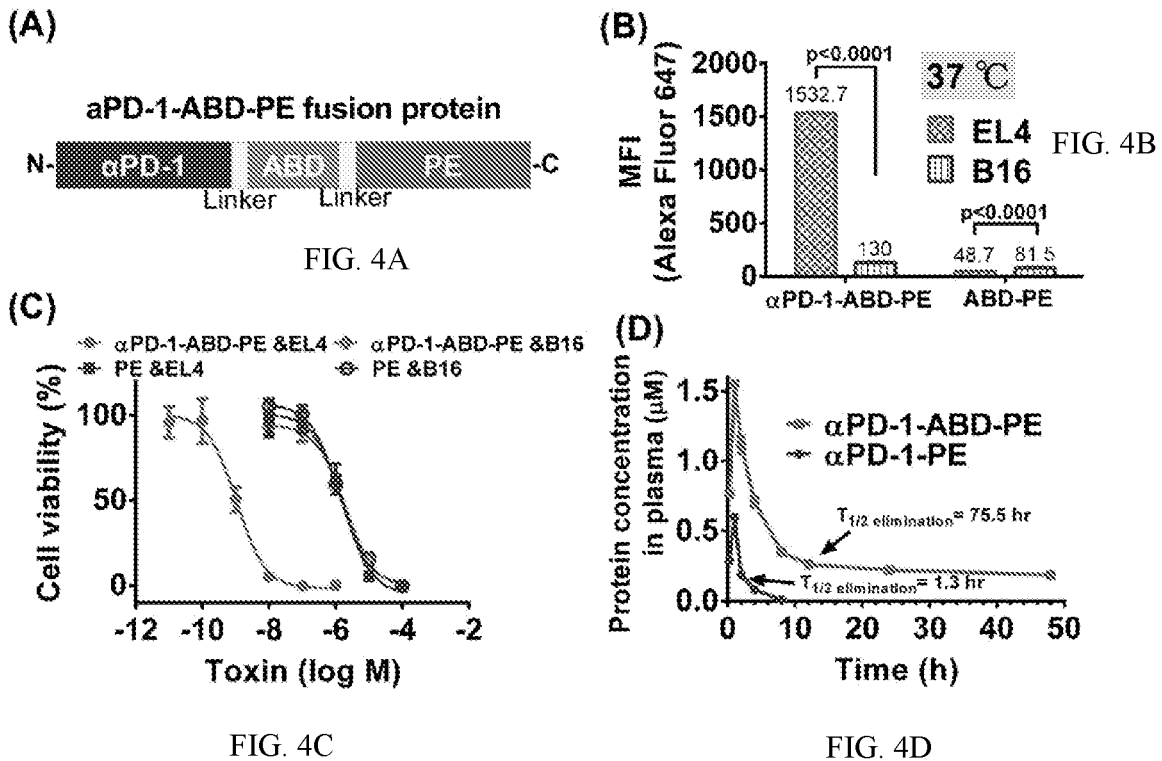 (A)
aPD-1-ABD-PE fusion protein
N- αPD-1 ABD PE -C
Linker Linker
FIG. 4A
(B)
MFI
(Alexa Fluor 647)
2000
1500
1000
500
0
p<0.0001
1532.7
130
p<0.0001
48.7 81.5
37 ℃
EL4
B16
αPD-1-ABD-PE ABD-PE
FIG. 4B
(C)
αPD-1-ABD-PE &EL4 αPD-1-ABD-PE &B16
PE &EL4 PE &B16
Cell viability (%)
100
50
0
-12 -10 -8 -6 -4 -2
Toxin (log M)
FIG. 4C
(D)
Protein concentration
in plasma (μM)
1.5
1.0
0.5
0.0
αPD-1-ABD-PE
αPD-1-PE
T1/2 elimination= 75.5 hr
T1/2 elimination= 1.3 hr
0 10 20 30 40 50
Time (h)
FIG. 4D